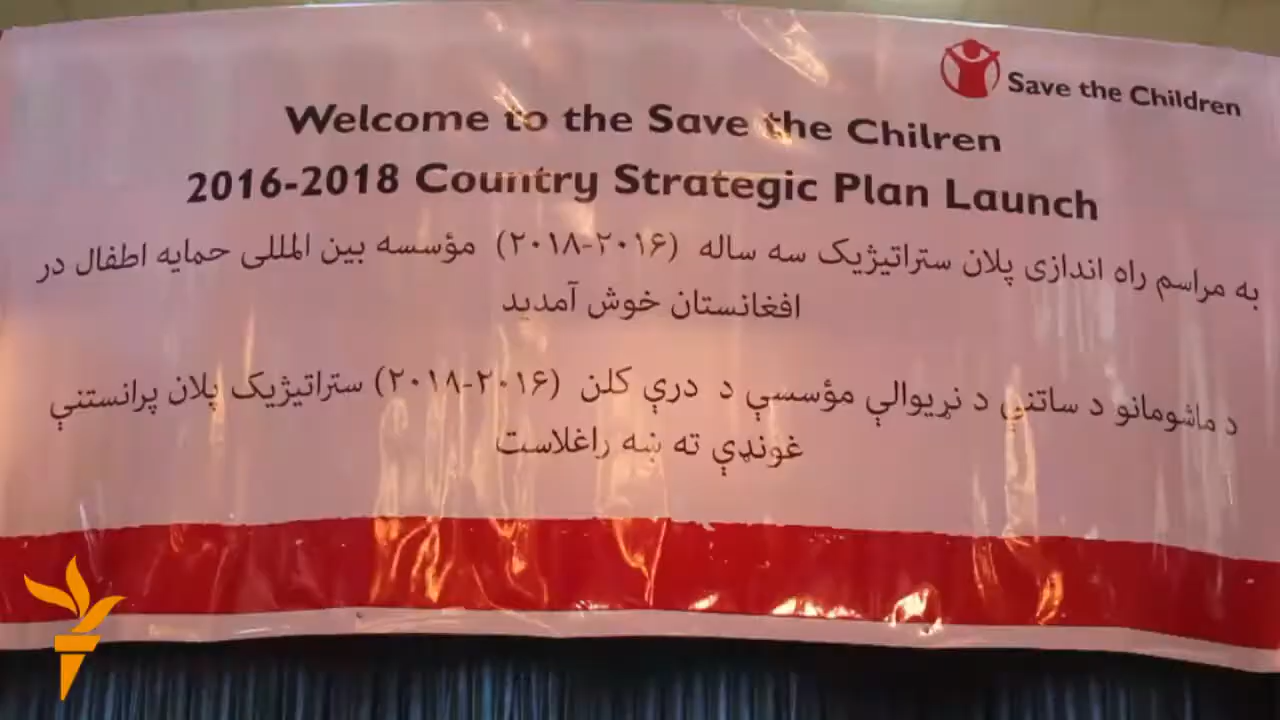 Save the Children
Welcome to the Save the Chilren
2016-2018 Country Strategic Plan Launch
به مراسم راه اندازی پلان ستراتیژیک سه ساله (۲۰۱۶-۲۰۱۸) مؤسسه بین المللی حمایه اطفال در
افغانستان خوش آمدید
د ماشومانو د ساتنې د نړیوالې مؤسسې د درې کلن (۲۰۱۶-۲۰۱۸) ستراتیژیک پلان پرانستنې
غونډې ته ښه راغلاست